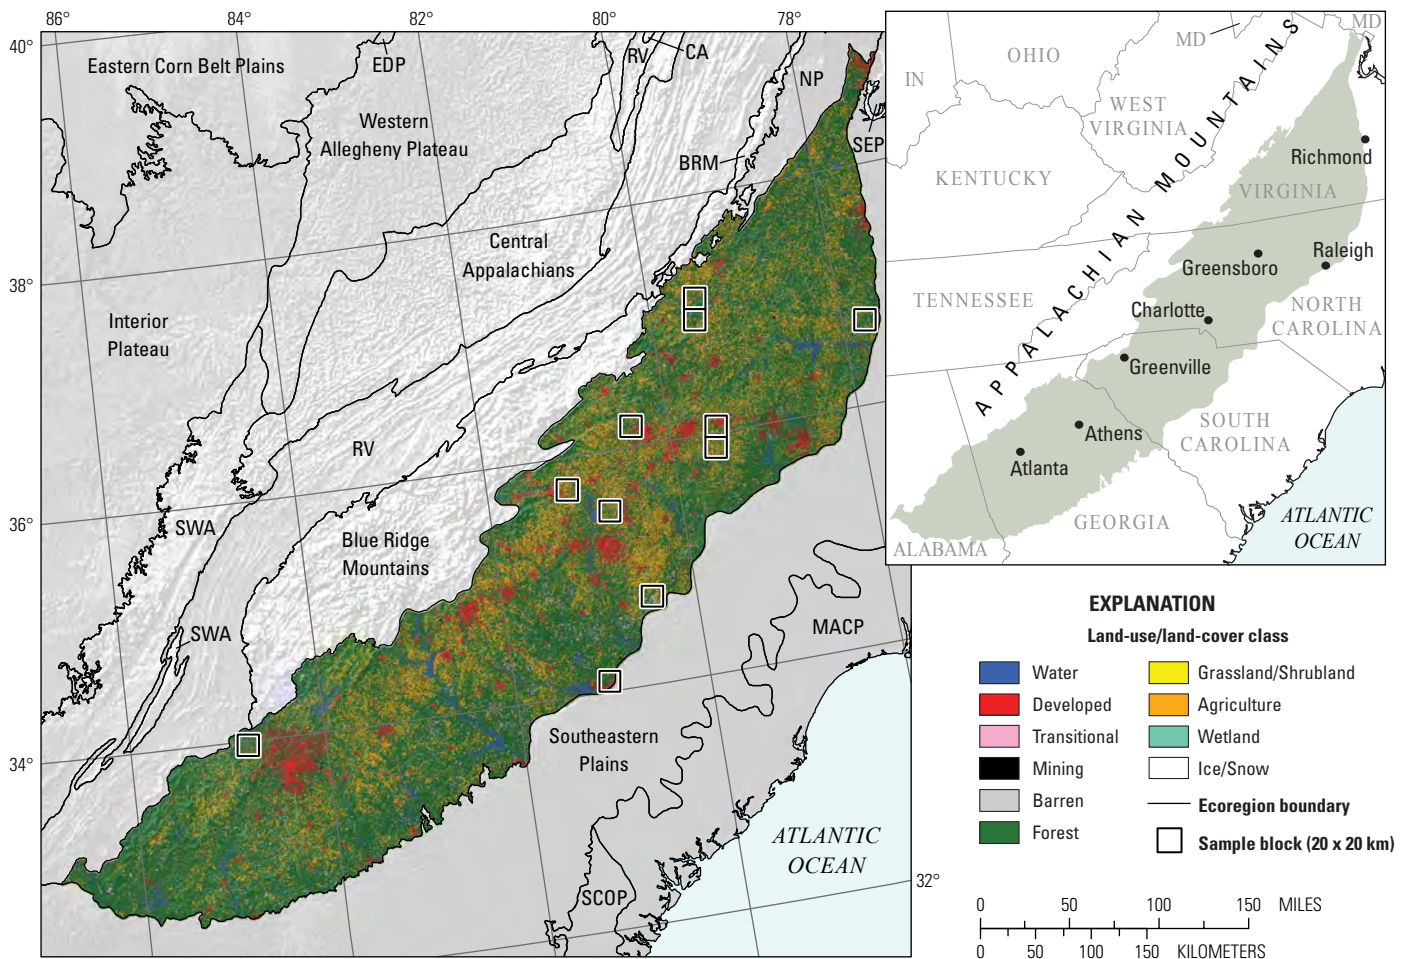 86°
84°
82°
80°
78°
40°
38°
36°
34°
32°
Eastern Corn Belt Plains
EDP
RV
CA
NP
Western
Allegheny Plateau
SEP
BRM
Central
Appalachians
Interior
Plateau
RV
SWA
Blue Ridge
Mountains
SWA
MACP
Southeastern
Plains
SCOP
ATLANTIC
OCEAN
MD
MD
OHIO
IN
WEST
VIRGINIA
KENTUCKY
APPALACHIAN MOUNTAINS
Richmond
VIRGINIA
Raleigh
Greensboro
TENNESSEE
NORTH
CAROLINA
Charlotte
Greenville
SOUTH
CAROLINA
Athens
Atlanta
GEORGIA
ALABAMA
ATLANTIC
OCEAN
EXPLANATION
Land-use/land-cover class
Water
Developed
Transitional
Mining
Barren
Forest
Grassland/Shrubland
Agriculture
Wetland
Ice/Snow
Ecoregion boundary
Sample block (20 x 20 km)
0 50 100 150 MILES
0 50 100 150 KILOMETERS